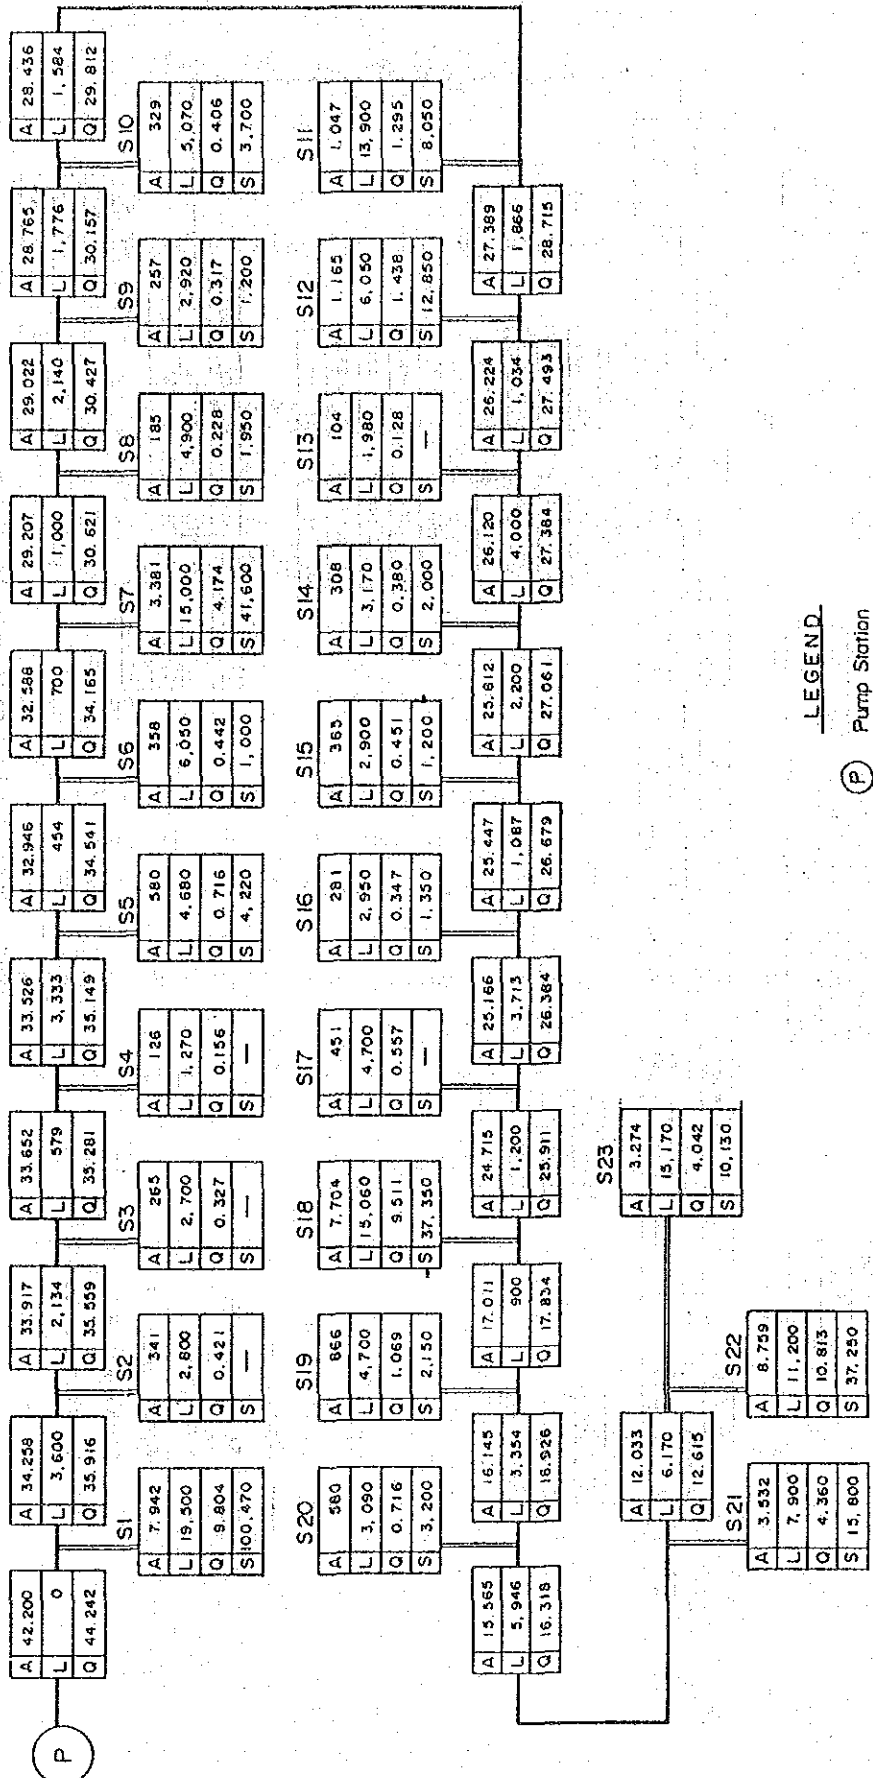 P
A 42.200
L 0
Q 44.242
A 34.258
L 3,600
Q 35.916
A 33.917
L 2,134
Q 35.559
A 33.652
L 579
Q 35.281
A 33.526
L 3,333
Q 35.149
A 32.946
L 454
Q 34.541
A 32.588
L 700
Q 34.165
A 29.207
L 1,000
Q 30.621
A 29.022
L 2,140
Q 30.427
A 28.765
L 1,776
Q 30.157
A 28.436
L 1,584
Q 29.812
S1
A 7.942
L 19,500
Q 9.804
S 100,470
S2
A 341
L 2,800
Q 0.421
S —
S3
A 265
L 2,700
Q 0.327
S —
S4
A 126
L 1,270
Q 0.156
S —
S5
A 580
L 4,680
Q 0.716
S 4,220
S6
A 358
L 6,050
Q 0.442
S 1,000
S7
A 3.381
L 15,000
Q 4.174
S 41,600
S8
A 185
L 4,900
Q 0.228
S 1,950
S9
A 257
L 2,920
Q 0.317
S 1,200
S10
A 329
L 5,070
Q 0.406
S 3,700
S20
A 580
L 3,090
Q 0.716
S 3,200
S19
A 866
L 4,700
Q 1.069
S 2,150
S18
A 7.704
L 15,060
Q 9.511
S 37,350
S17
A 451
L 4,700
Q 0.557
S —
S16
A 281
L 2,950
Q 0.347
S 1,350
S15
A 365
L 2,900
Q 0.451
S 1,200
S14
A 308
L 3,170
Q 0.380
S 2,000
S13
A 104
L 1,980
Q 0.128
S —
S12
A 1.165
L 6,050
Q 1.438
S 12,850
S11
A 1.047
L 13,900
Q 1.295
S 8,050
A 15.565
L 5,946
Q 16.318
A 16.145
L 3,354
Q 16.926
A 17.011
L 900
Q 17.834
A 24.715
L 1,200
Q 25.911
A 25.166
L 3,713
Q 26.384
A 25.447
L 1,087
Q 26.679
A 25.812
L 2,200
Q 27.061
A 26.120
L 4,000
Q 27.384
A 26.224
L 1,034
Q 27.493
A 27.389
L 1,866
Q 28.715
A 12.033
L 6,170
Q 12.615
S23
A 3.274
L 15,170
Q 4.042
S 10,130
S21
A 3.532
L 7,900
Q 4.360
S 15,800
S22
A 8.759
L 11,200
Q 10.813
S 37,250
LEGEND
P Pump Station